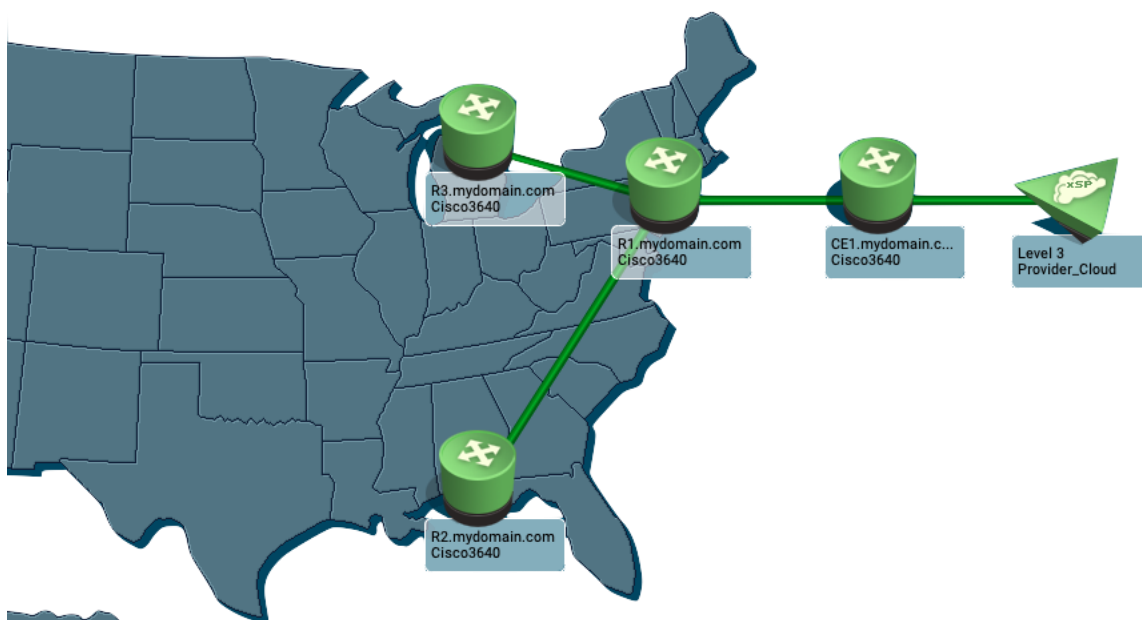 R3.mydomain.com
Cisco3640
R1.mydomain.com
Cisco3640
CE1.mydomain.c...
Cisco3640
xSP
Level 3
Provider_Cloud
R2.mydomain.com
Cisco3640